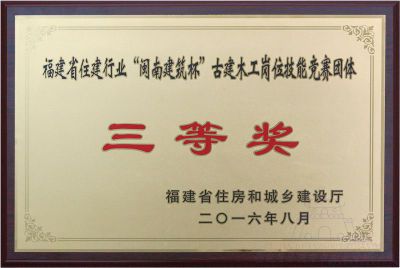 福建省住建行业“闽南建筑杯”古建木工岗位技能竞赛团体
三等奖
福建省住房和城乡建设厅
二〇一六年八月